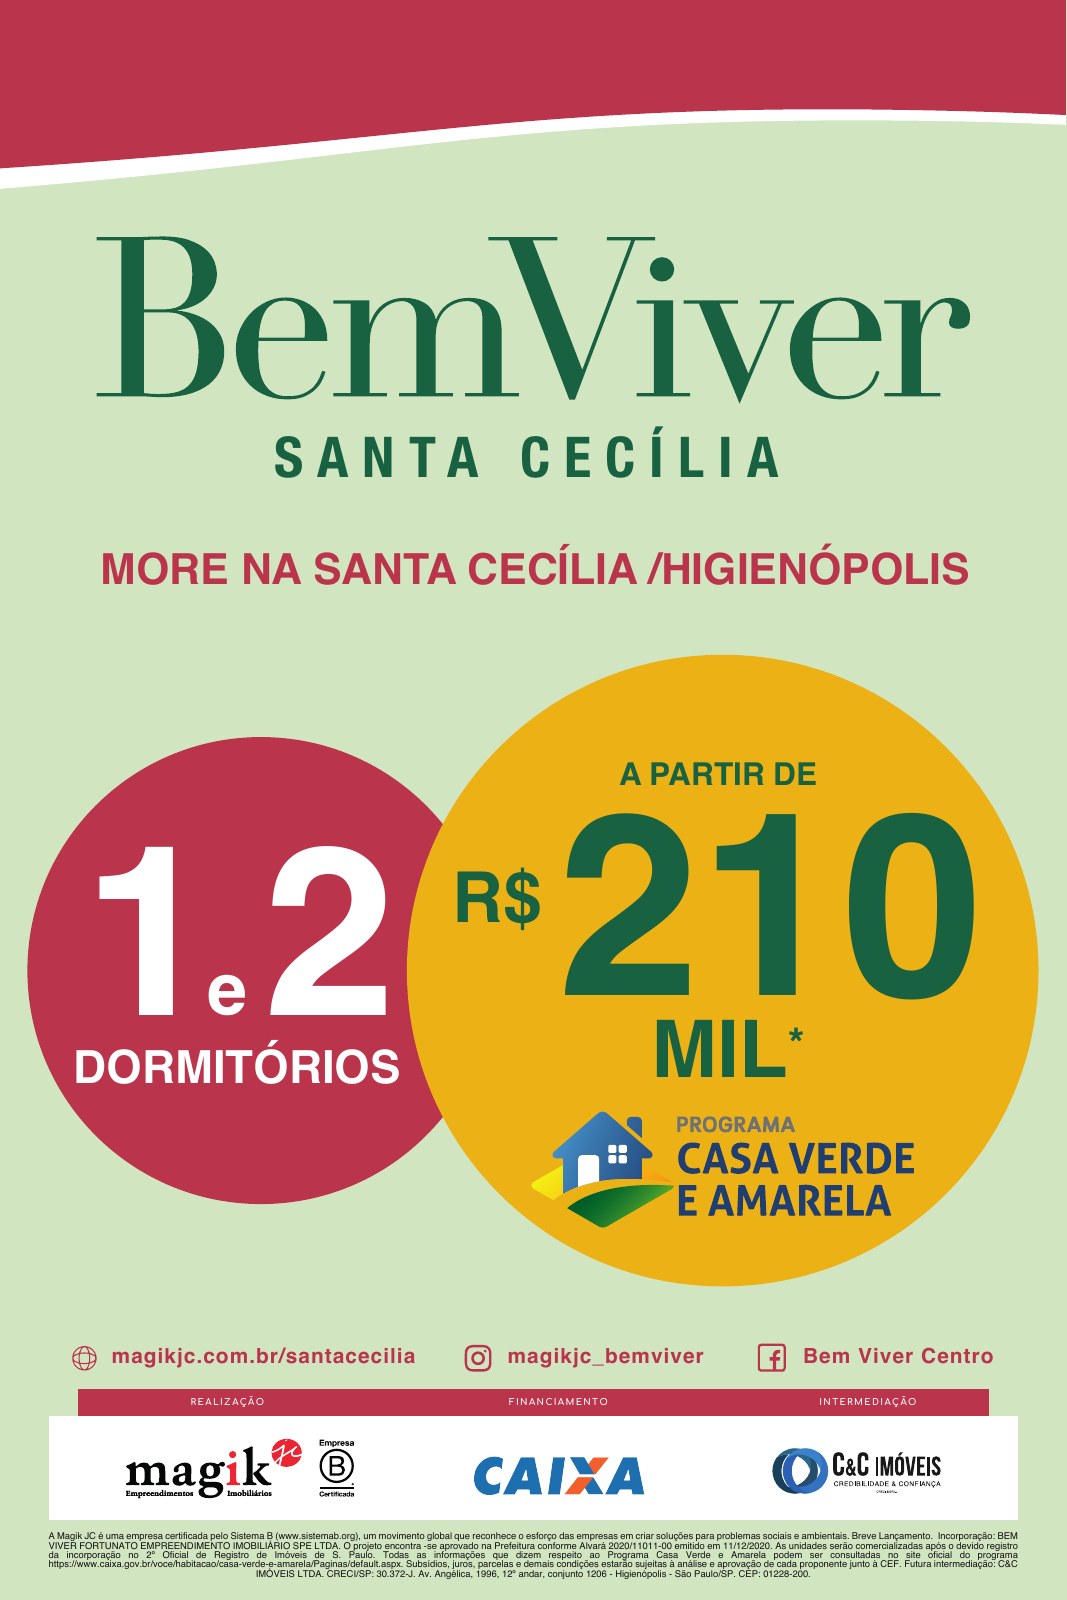 BemViver
SANTA CECÍLIA
MORE NA SANTA CECÍLIA /HIGIENÓPOLIS
1 e 2
DORMITÓRIOS
A PARTIR DE
R$ 210
MIL*
PROGRAMA
CASA VERDE
E AMARELA
magikjc.com.br/santacecilia
magikjc_bemviver
Bem Viver Centro
REALIZAÇÃO
FINANCIAMENTO
INTERMEDIAÇÃO
magik jc
Empreendimentos Imobiliários
Empresa
B
Certificada
CAIXA
C&C IMÓVEIS
CREDIBILIDADE & CONFIANÇA
A Magik JC é uma empresa certificada pelo Sistema B (www.sistemab.org), um movimento global que reconhece o esforço das empresas em criar soluções para problemas sociais e ambientais. Breve Lançamento. Incorporação: BEM
VIVER FORTUNATO EMPREENDIMENTO IMOBILIÁRIO SPE LTDA. O projeto encontra -se aprovado na Prefeitura conforme Alvará 2020/11011-00 emitido em 11/12/2020. As unidades serão comercializadas após o devido registro
da incorporação no 2º Oficial de Registro de Imóveis de S. Paulo. Todas as informações que dizem respeito ao Programa Casa Verde e Amarela podem ser consultadas no site oficial do programa
https://www.caixa.gov.br/voce/habitacao/casa-verde-e-amarela/Paginas/default.aspx. Subsídios, juros, parcelas e demais condições estarão sujeitas à análise e aprovação de cada proponente junto à CEF. Futura intermediação: C&C
IMÓVEIS LTDA. CRECI/SP: 30.372-J. Av. Angélica, 1996, 12º andar, conjunto 1206 - Higienópolis - São Paulo/SP. CEP: 01228-200.